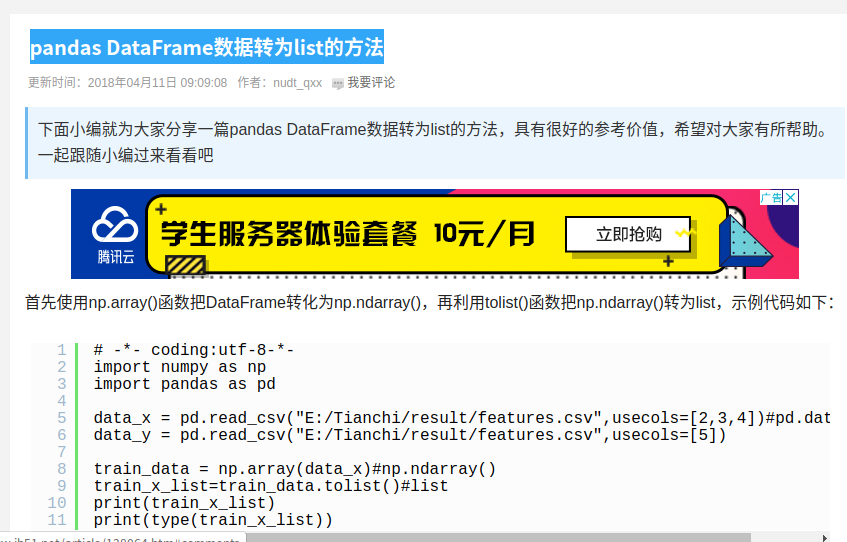 pandas DataFrame数据转为list的方法
更新时间：2018年04月11日 09:09:08 作者：nudt_qxx 我要评论
下面小编就为大家分享一篇pandas DataFrame数据转为list的方法，具有很好的参考价值，希望对大家有所帮助。
一起跟随小编过来看看吧
广告
腾讯云
学生服务器体验套餐 10元/月
立即抢购
首先使用np.array()函数把DataFrame转化为np.ndarray()，再利用tolist()函数把np.ndarray()转为list，示例代码如下：
1 # -*- coding:utf-8-*-
2 import numpy as np
3 import pandas as pd
4
5 data_x = pd.read_csv("E:/Tianchi/result/features.csv",usecols=[2,3,4])#pd.dat
6 data_y = pd.read_csv("E:/Tianchi/result/features.csv",usecols=[5])
7
8 train_data = np.array(data_x)#np.ndarray()
9 train_x_list=train_data.tolist()#list
10 print(train_x_list)
11 print(type(train_x_list))